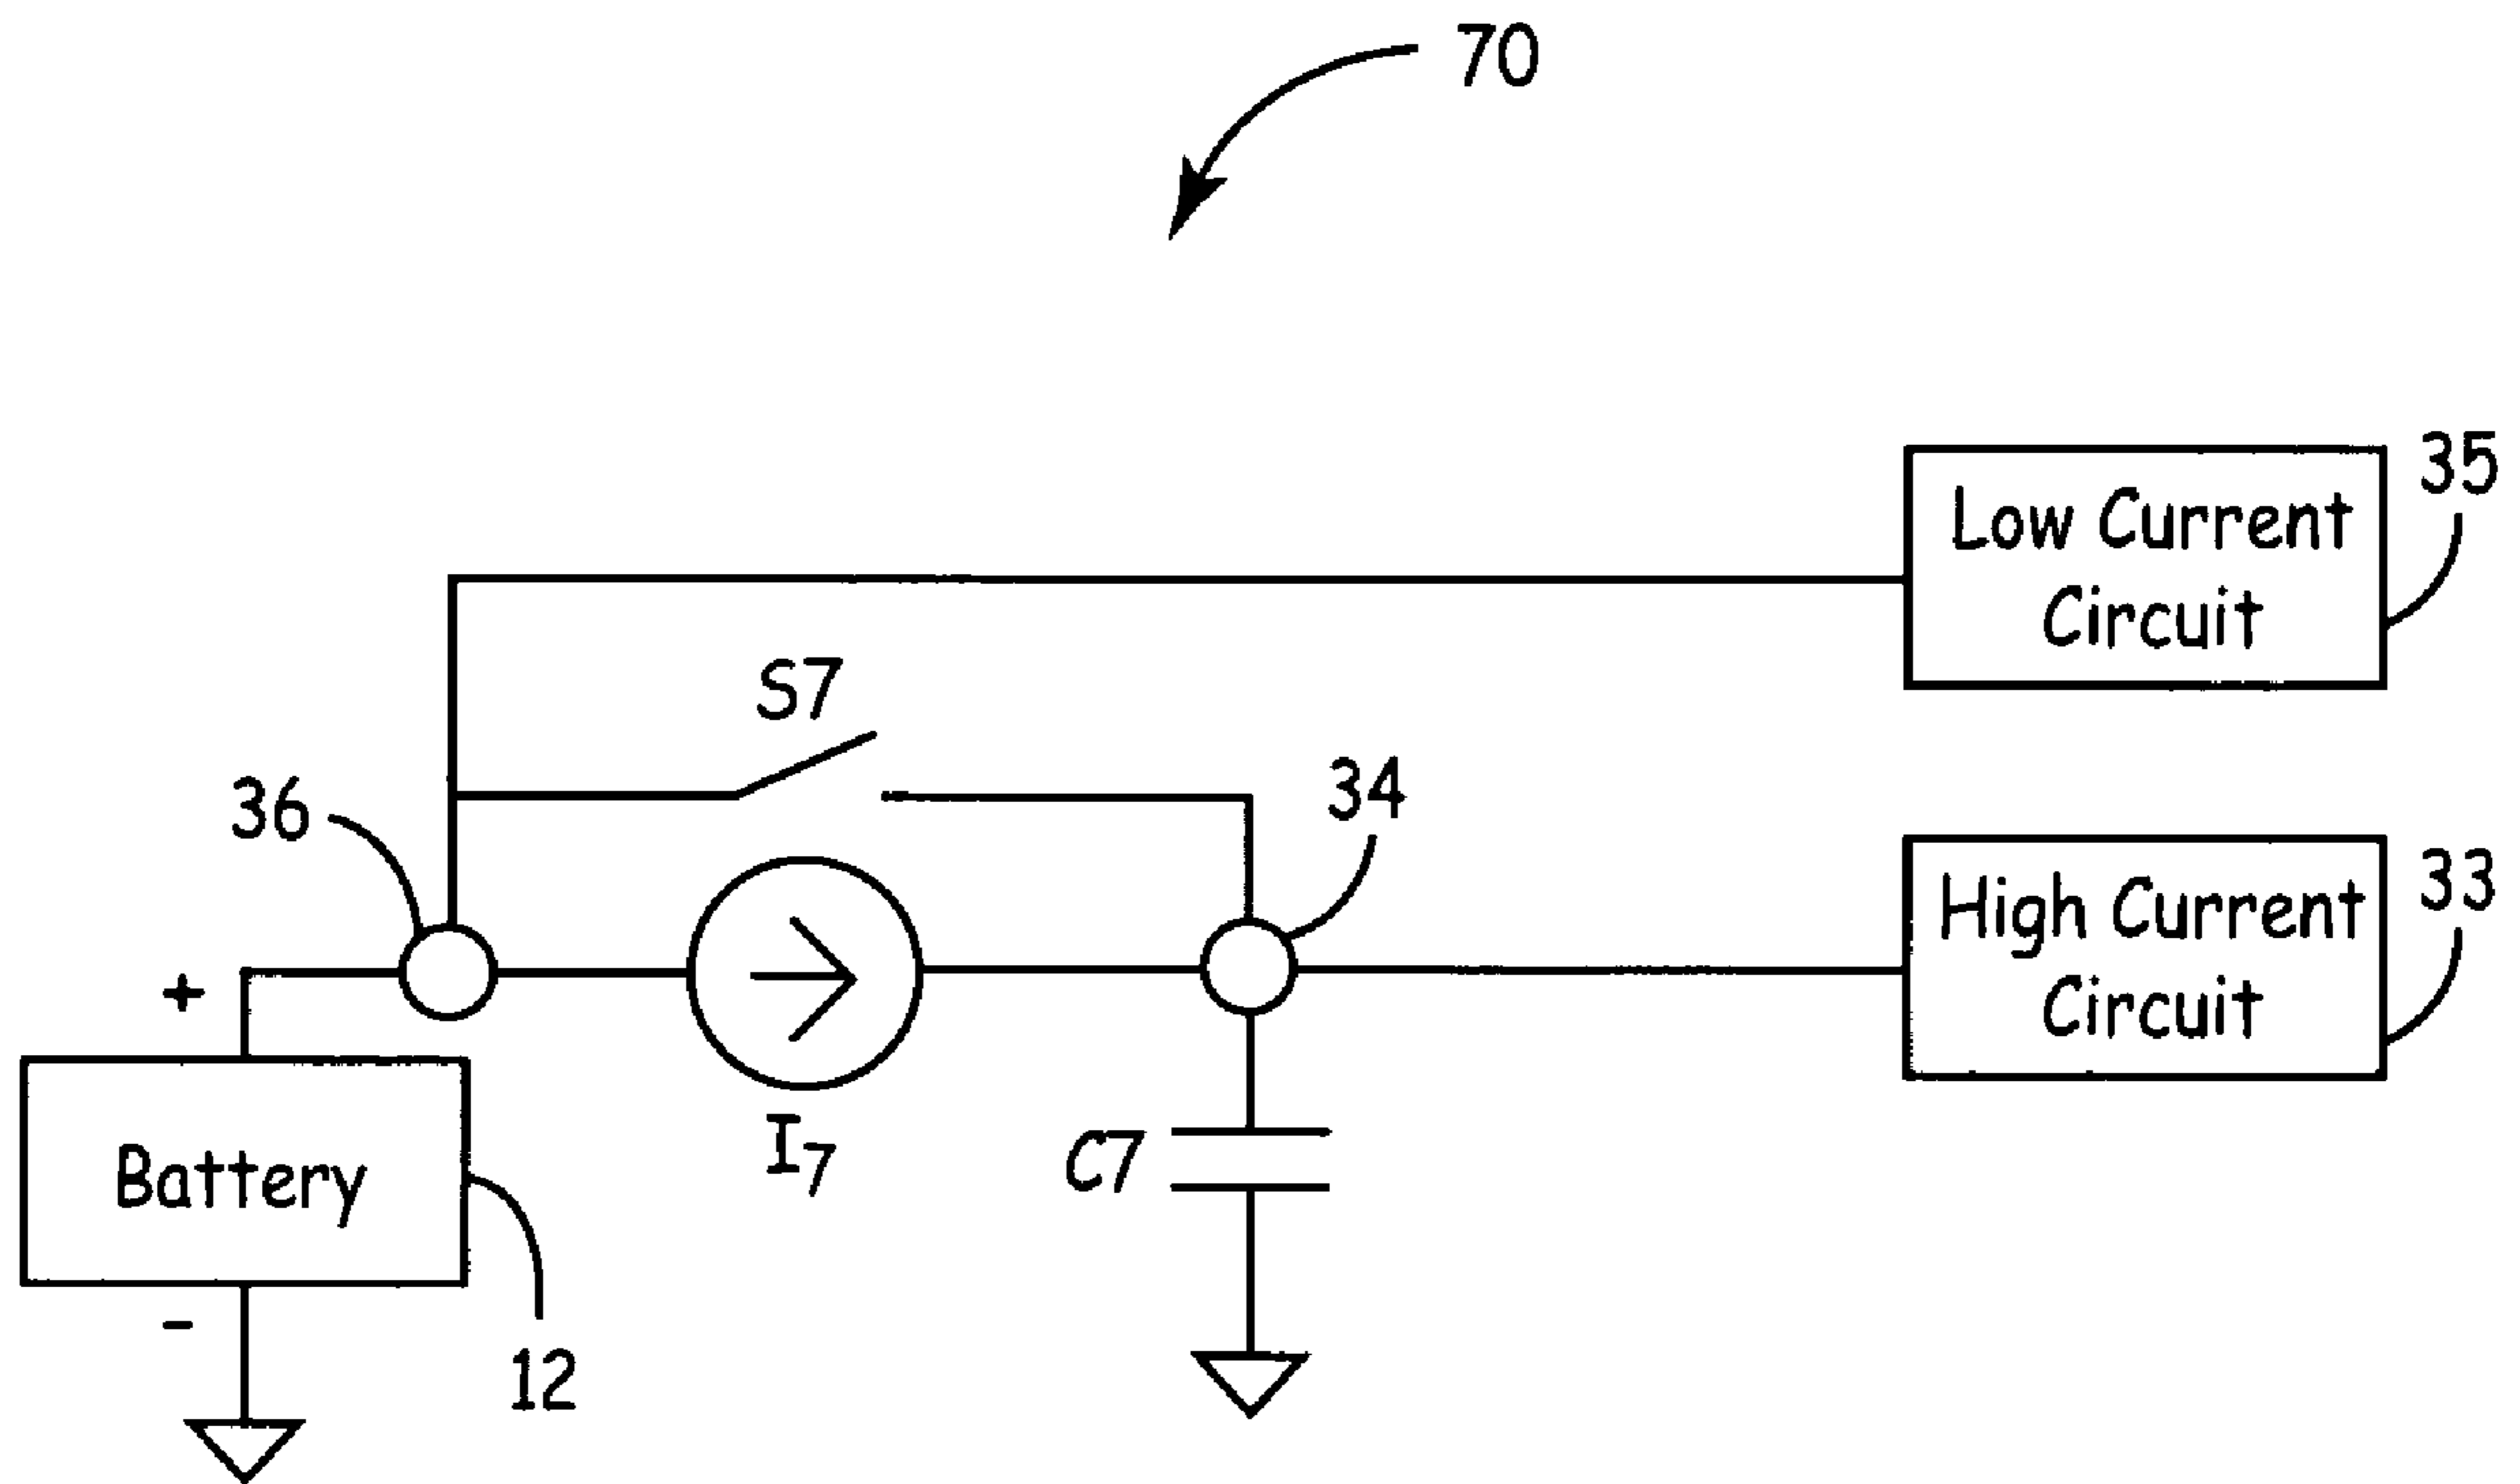 70
35
Low Current
Circuit
S7
36
34
33
High Current
Circuit
+
I7
C7
Battery
-
12